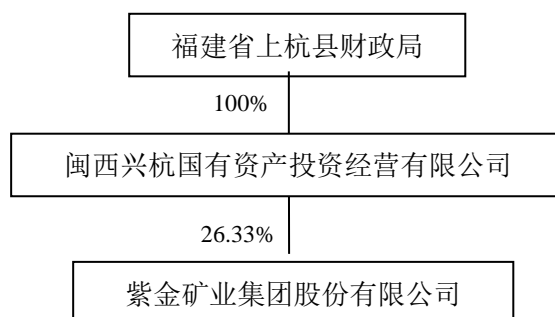 福建省上杭县财政局
100%
闽西兴杭国有资产投资经营有限公司
26.33%
紫金矿业集团股份有限公司